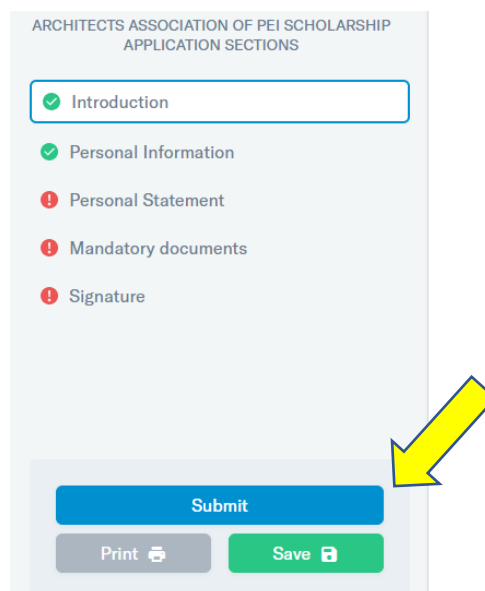 ARCHITECTS ASSOCIATION OF PEI SCHOLARSHIP
APPLICATION SECTIONS
Introduction
Personal Information
Personal Statement
Mandatory documents
Signature
Submit
Print
Save